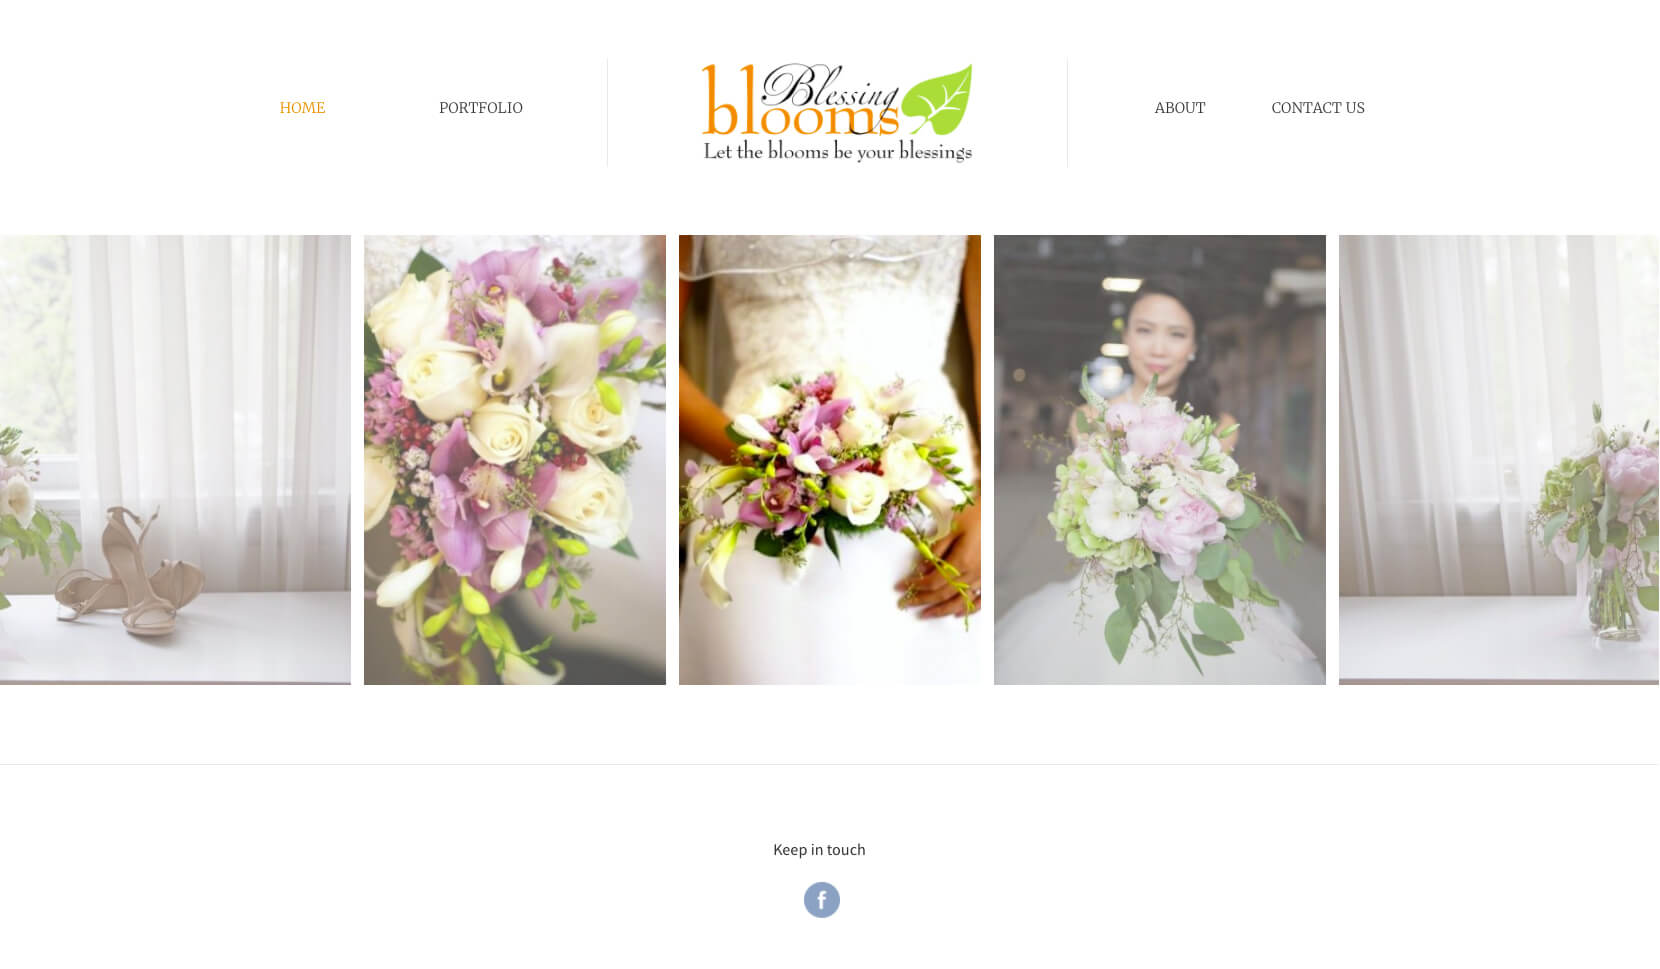 HOME
PORTFOLIO
Blessing
blooms
Let the blooms be your blessings
ABOUT
CONTACT US
Keep in touch
f